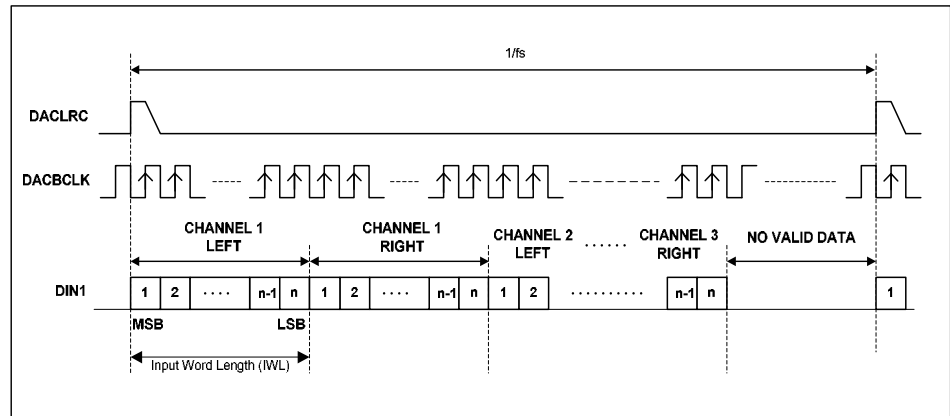 1/fs
DACLRC
DACBCLK
CHANNEL 1
LEFT
CHANNEL 1
RIGHT
CHANNEL 2
LEFT
CHANNEL 3
RIGHT
NO VALID DATA
DIN1
1 2 n-1 n 1 2 n-1 n 1 2 n-1 n 1
MSB LSB
Input Word Length (IWL)